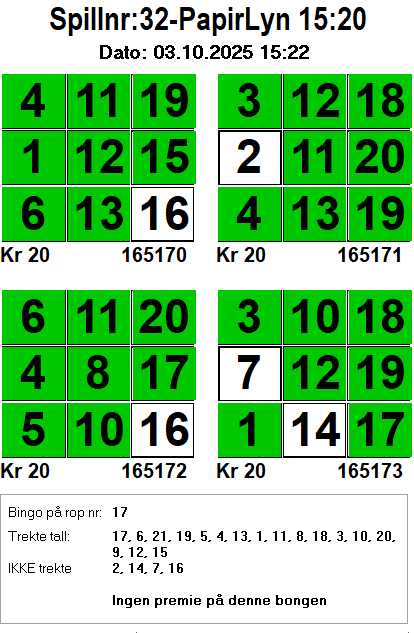 Spillnr:32-PapirLyn 15:20
Dato: 03.10.2025 15:22
4 11 19 3 12 18
1 12 15 2 11 20
6 13 16 4 13 19
Kr 20 165170 Kr 20 165171
6 11 20 3 10 18
4 8 17 7 12 19
5 10 16 1 14 17
Kr 20 165172 Kr 20 165173
Bingo på rop nr: 17
Trekte tall: 17, 6, 21, 19, 5, 4, 13, 1, 11, 8, 18, 3, 10, 20,
9, 12, 15
IKKE trekte 2, 14, 7, 16
Ingen premie på denne bongen